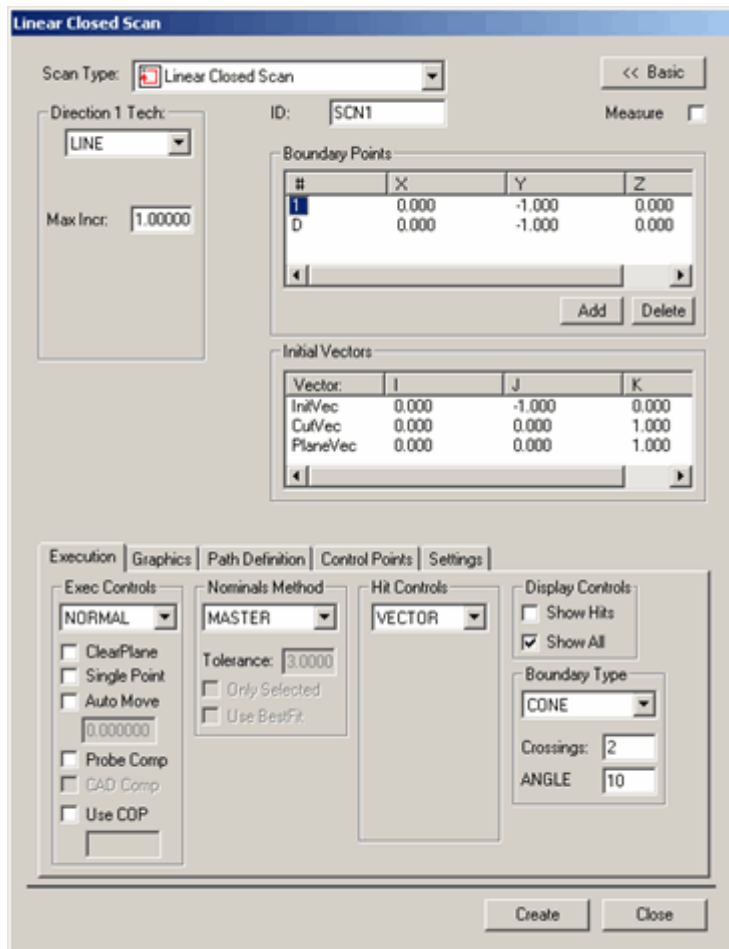 Linear Closed Scan
Scan Type: Linear Closed Scan << Basic
Direction 1 Tech: ID: SCN1 Measure
LINE
Max Incr: 1.00000
Boundary Points
# X Y Z
1 0.000 -1.000 0.000
D 0.000 -1.000 0.000
Add Delete
Initial Vectors
Vector: I J K
InitVec 0.000 -1.000 0.000
CutVec 0.000 0.000 1.000
PlaneVec 0.000 0.000 1.000
Execution Graphics Path Definition Control Points Settings
Exec Controls
NORMAL
ClearPlane
Single Point
Auto Move
0.000000
Probe Comp
CAD Comp
Use COP
Nominals Method
MASTER
Tolerance: 3.0000
Only Selected
Use BestFit
Hit Controls
VECTOR
Display Controls
Show Hits
Show All
Boundary Type
CONE
Crossings: 2
ANGLE 10
Create Close